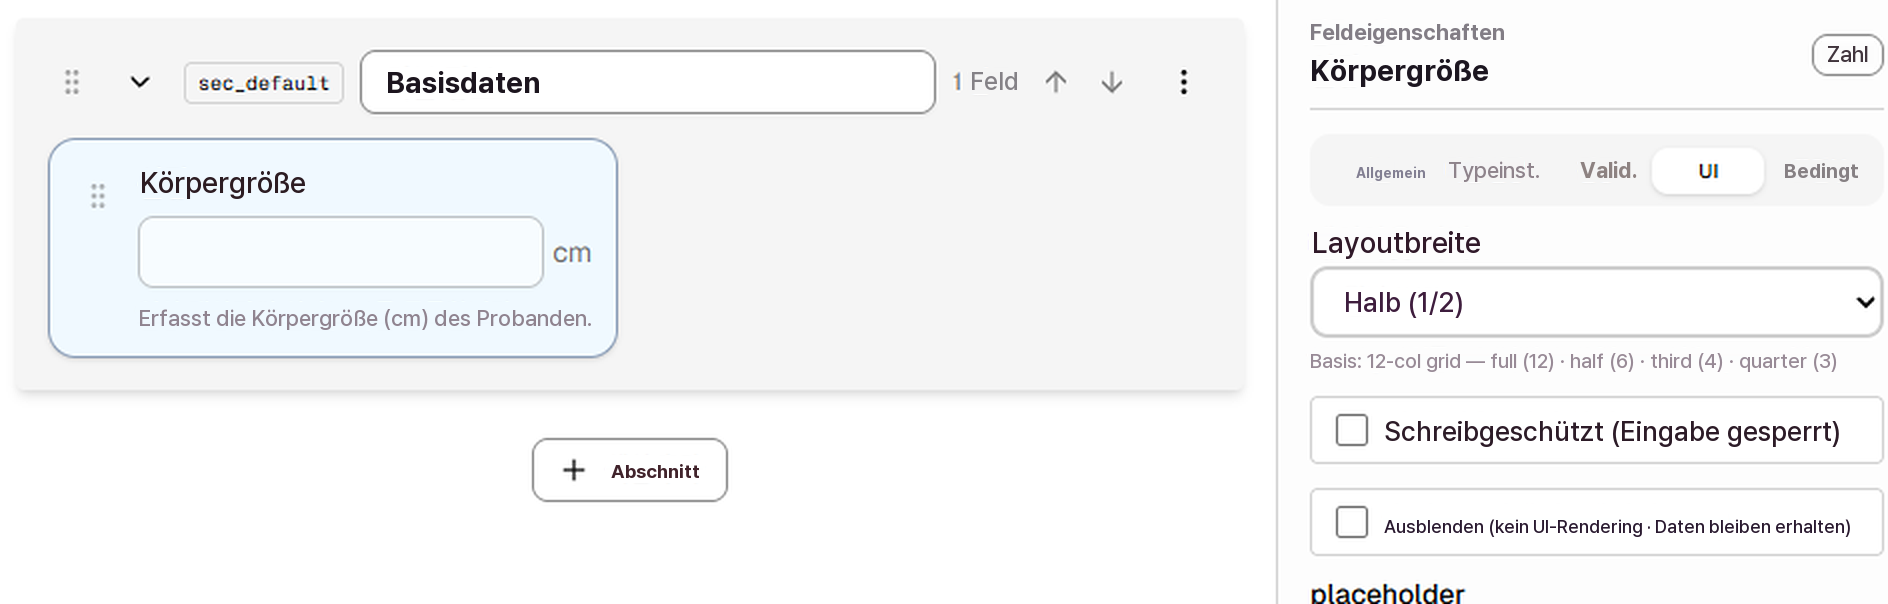 sec_default
Basisdaten
1 Feld
Körpergröße
cm
Erfasst die Körpergröße (cm) des Probanden.
+ Abschnitt
Feldeigenschaften
Körpergröße
Zahl
Allgemein Typeinst. Valid. UI Bedingt
Layoutbreite
Halb (1/2)
Basis: 12-col grid — full (12) · half (6) · third (4) · quarter (3)
Schreibgeschützt (Eingabe gesperrt)
Ausblenden (kein UI-Rendering · Daten bleiben erhalten)
placeholder